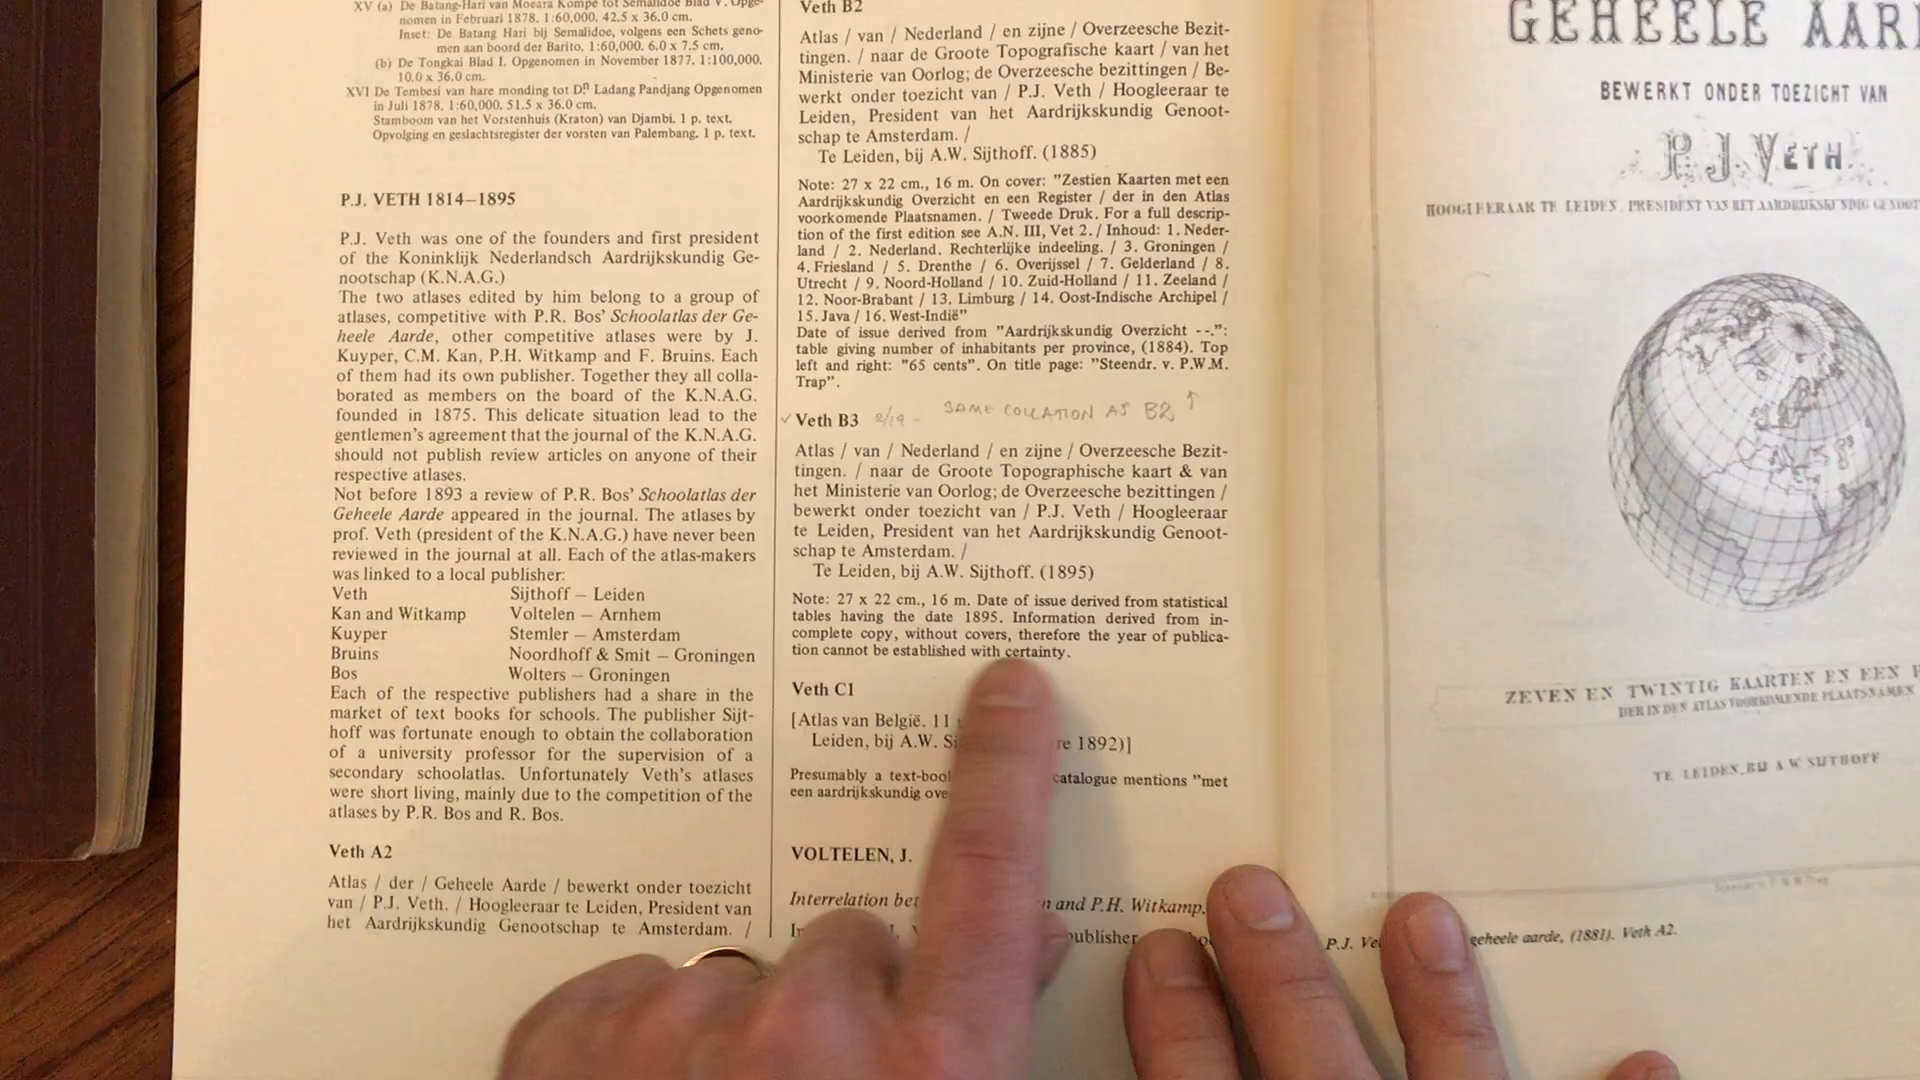 XV (a) De Batang-Hari van Moeara Kompe tot Semalidoe Blad V. Opge-
nomen in Februari 1878. 1:60,000. 42.5 x 36.0 cm.
Inset: De Batang Hari bij Semalidoe, volgens een Schets geno-
men aan boord der Barito. 1:60,000. 6.0 x 7.5 cm.
(b) De Tongkai Blad I. Opgenomen in November 1877. 1:100,000.
10.0 x 36.0 cm.
XVI De Tembesi van hare monding tot Dn Ladang Pandjang Opgenomen
in Juli 1878. 1:60,000. 51.5 x 36.0 cm.
Stamboom van het Vorstenhuis (Kraton) van Djambi. 1 p. text.
Opvolging en geslachtsregister der vorsten van Palembang. 1 p. text.
P.J. VETH 1814–1895
P.J. Veth was one of the founders and first president
of the Koninklijk Nederlandsch Aardrijkskundig Ge-
nootschap (K.N.A.G.)
The two atlases edited by him belong to a group of
atlases, competitive with P.R. Bos' Schoolatlas der Ge-
heele Aarde, other competitive atlases were by J.
Kuyper, C.M. Kan, P.H. Witkamp and F. Bruins. Each
of them had its own publisher. Together they all colla-
borated as members on the board of the K.N.A.G.
founded in 1875. This delicate situation lead to the
gentlemen's agreement that the journal of the K.N.A.G.
should not publish review articles on anyone of their
respective atlases.
Not before 1893 a review of P.R. Bos' Schoolatlas der
Geheele Aarde appeared in the journal. The atlases by
prof. Veth (president of the K.N.A.G.) have never been
reviewed in the journal at all. Each of the atlas-makers
was linked to a local publisher:
Veth Sijthoff – Leiden
Kan and Witkamp Voltelen – Arnhem
Kuyper Stemler – Amsterdam
Bruins Noordhoff & Smit – Groningen
Bos Wolters – Groningen
Each of the respective publishers had a share in the
market of text books for schools. The publisher Sijt-
hoff was fortunate enough to obtain the collaboration
of a university professor for the supervision of a
secondary schoolatlas. Unfortunately Veth's atlases
were short living, mainly due to the competition of the
atlases by P.R. Bos and R. Bos.
Veth A2
Atlas / der / Geheele Aarde / bewerkt onder toezicht
van / P.J. Veth. / Hoogleeraar te Leiden, President van
het Aardrijkskundig Genootschap te Amsterdam. /
Veth B2
Atlas / van / Nederland / en zijne / Overzeesche Bezit-
tingen. / naar de Groote Topografische kaart / van het
Ministerie van Oorlog; de Overzeesche bezittingen / Be-
werkt onder toezicht van / P.J. Veth / Hoogleeraar te
Leiden, President van het Aardrijkskundig Genoot-
schap te Amsterdam. /
Te Leiden, bij A.W. Sijthoff. (1885)
Note: 27 x 22 cm., 16 m. On cover: "Zestien Kaarten met een
Aardrijkskundig Overzicht en een Register / der in den Atlas
voorkomende Plaatsnamen. / Tweede Druk. For a full descrip-
tion of the first edition see A.N. III, Vet 2. / Inhoud: 1. Neder-
land / 2. Nederland. Rechterlijke indeeling. / 3. Groningen /
4. Friesland / 5. Drenthe / 6. Overijssel / 7. Gelderland / 8.
Utrecht / 9. Noord-Holland / 10. Zuid-Holland / 11. Zeeland /
12. Noor-Brabant / 13. Limburg / 14. Oost-Indische Archipel /
15. Java / 16. West-Indië"
Date of issue derived from "Aardrijkskundig Overzicht --.":
table giving number of inhabitants per province, (1884). Top
left and right: "65 cents". On title page: "Steendr. v. P.W.M.
Trap".
✓ Veth B3 2/19 - SAME COLLATION AS B2 ↑
Atlas / van / Nederland / en zijne / Overzeesche Bezit-
tingen. / naar de Groote Topographische kaart & van
het Ministerie van Oorlog; de Overzeesche bezittingen /
bewerkt onder toezicht van / P.J. Veth / Hoogleeraar
te Leiden, President van het Aardrijkskundig Genoot-
schap te Amsterdam. /
Te Leiden, bij A.W. Sijthoff. (1895)
Note: 27 x 22 cm., 16 m. Date of issue derived from statistical
tables having the date 1895. Information derived from in-
complete copy, without covers, therefore the year of publica-
tion cannot be established with certainty.
Veth C1
[Atlas van België. 11
Leiden, bij A.W. 1892)]
Presumably a catalogue mentions "met
een aardrijkskundig
VOLTELEN, J.
Interrelation and P.H. Witkamp.
publisher
GEHEELE
BEWERKT ONDER TOEZICHT VAN
P.J. VETH.
HOOGLEERAAR TE LEIDEN, PRESIDENT VAN HET AARDRIJKSKUNDIG
ZEVEN EN TWINTIG KAARTEN EN EEN
DER IN DEN ATLAS VOORKOMENDE PLAATSNAMEN
TE LEIDEN, BIJ A.W. SIJTHOFF
P.J. geheele aarde, (1881). Veth A2.